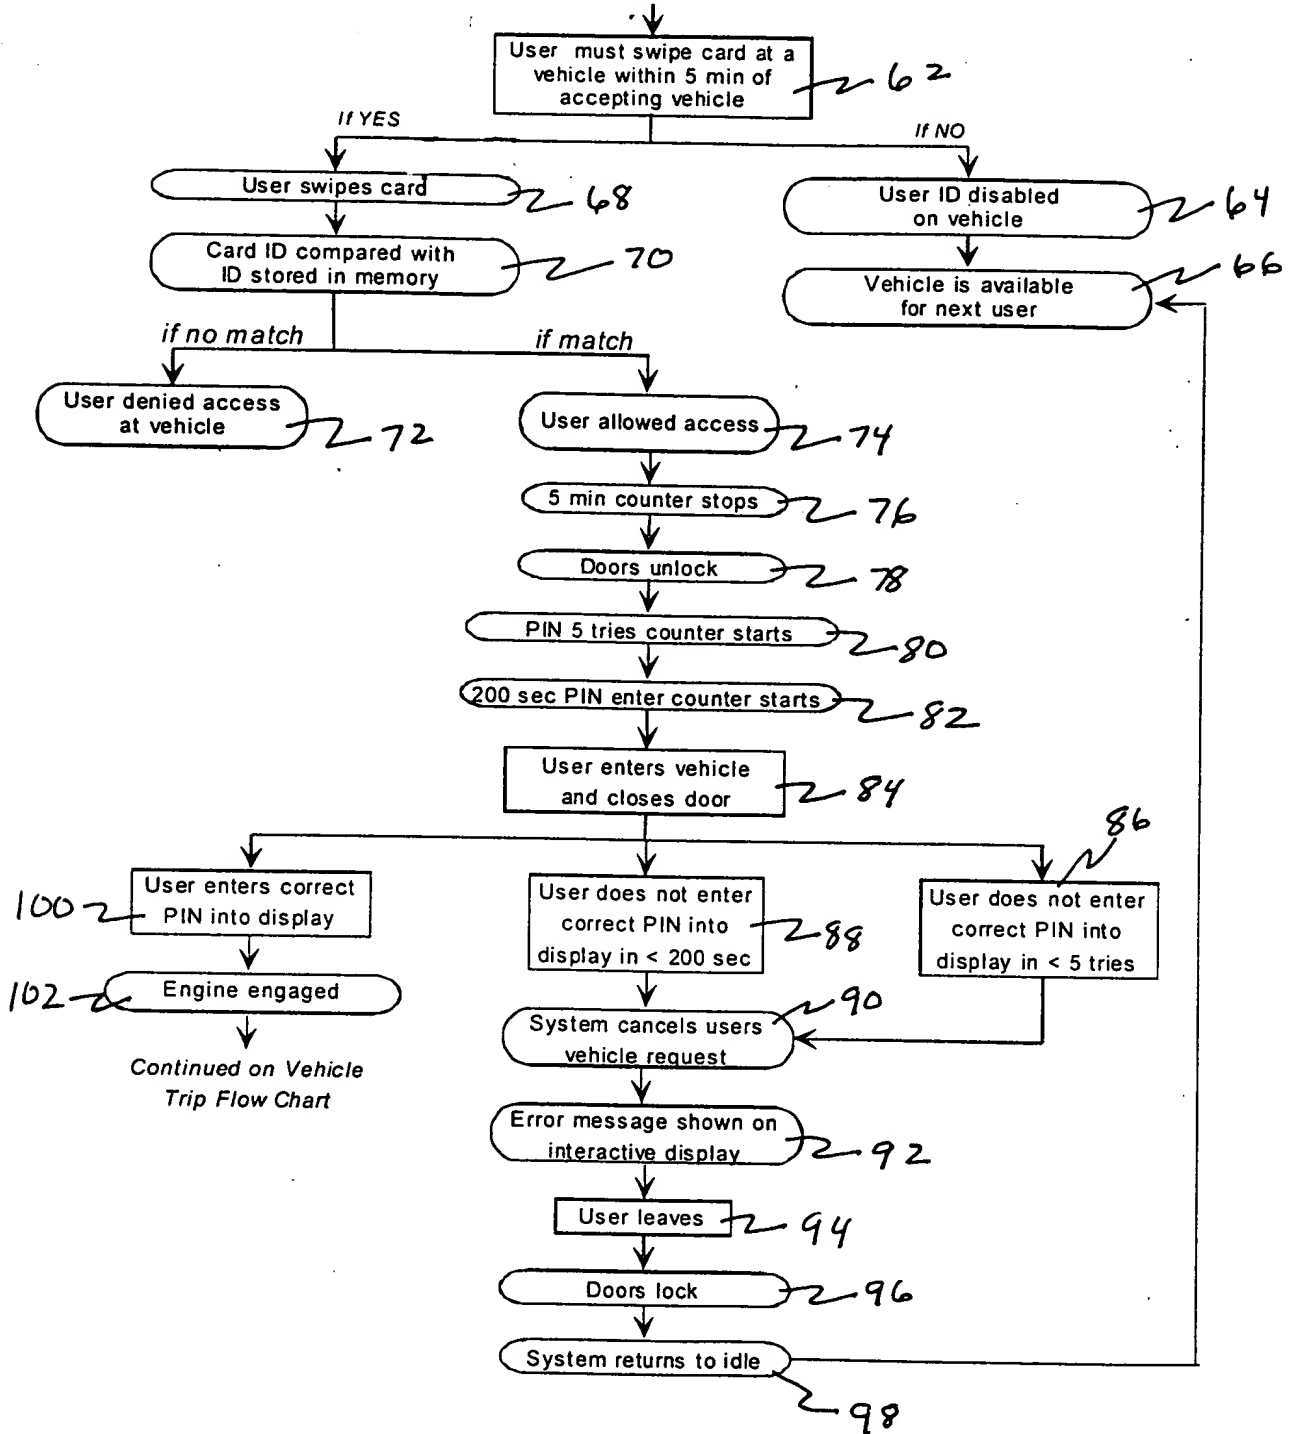 User must swipe card at a
vehicle within 5 min of
accepting vehicle
62
If YES
If NO
User swipes card
68
User ID disabled
on vehicle
64
Card ID compared with
ID stored in memory
70
Vehicle is available
for next user
66
if no match
if match
User denied access
at vehicle
72
User allowed access
74
5 min counter stops
76
Doors unlock
78
PIN 5 tries counter starts
80
200 sec PIN enter counter starts
82
User enters vehicle
and closes door
84
86
100
User enters correct
PIN into display
User does not enter
correct PIN into
display in < 200 sec
88
User does not enter
correct PIN into
display in < 5 tries
102
Engine engaged
90
System cancels users
vehicle request
Continued on Vehicle
Trip Flow Chart
Error message shown on
interactive display
92
User leaves
94
Doors lock
96
System returns to idle
98